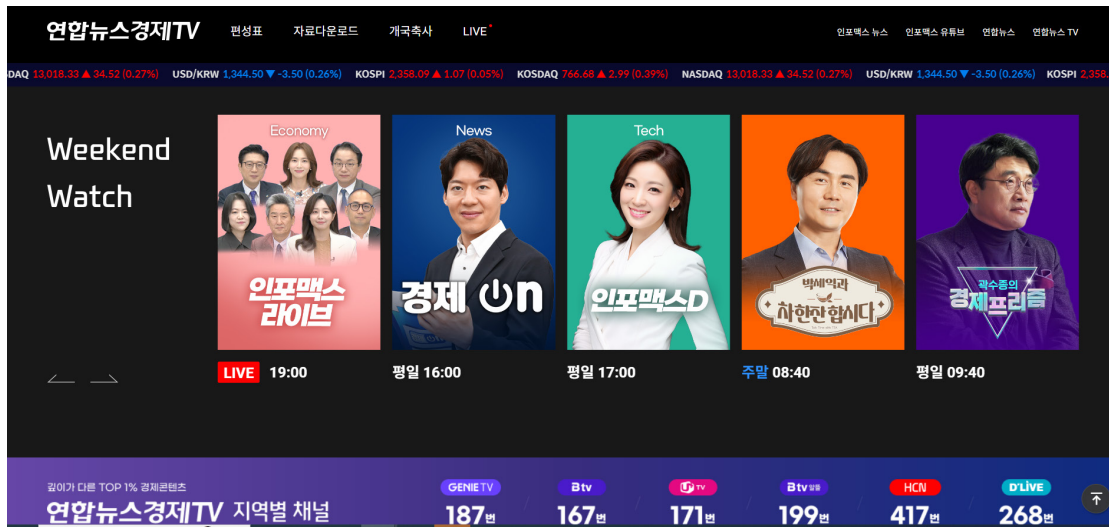 연합뉴스경제TV 편성표 자료다운로드 개국축사 LIVE 인포맥스 뉴스 인포맥스 유튜브 연합뉴스 연합뉴스 TV
DAQ 13,018.33 ▲ 34.52 (0.27%) USD/KRW 1,344.50 ▼ -3.50 (0.26%) KOSPI 2,358.09 ▲ 1.07 (0.05%) KOSDAQ 766.68 ▲ 2.99 (0.39%) NASDAQ 13,018.33 ▲ 34.52 (0.27%) USD/KRW 1,344.50 ▼ -3.50 (0.26%) KOSPI 2,358.
Weekend
Watch
Economy
인포맥스
라이브
LIVE 19:00
News
경제 ON
평일 16:00
Tech
인포맥스D
평일 17:00
박세익과
차한잔 합시다
주말 08:40
곽수종의
경제프리즘
평일 09:40
깊이가 다른 TOP 1% 경제콘텐츠
연합뉴스경제TV 지역별 채널
GENIE TV
187번
B tv
167번
U+ TV
171번
B tv 알뜰
199번
HCN
417번
D'LIVE
268번